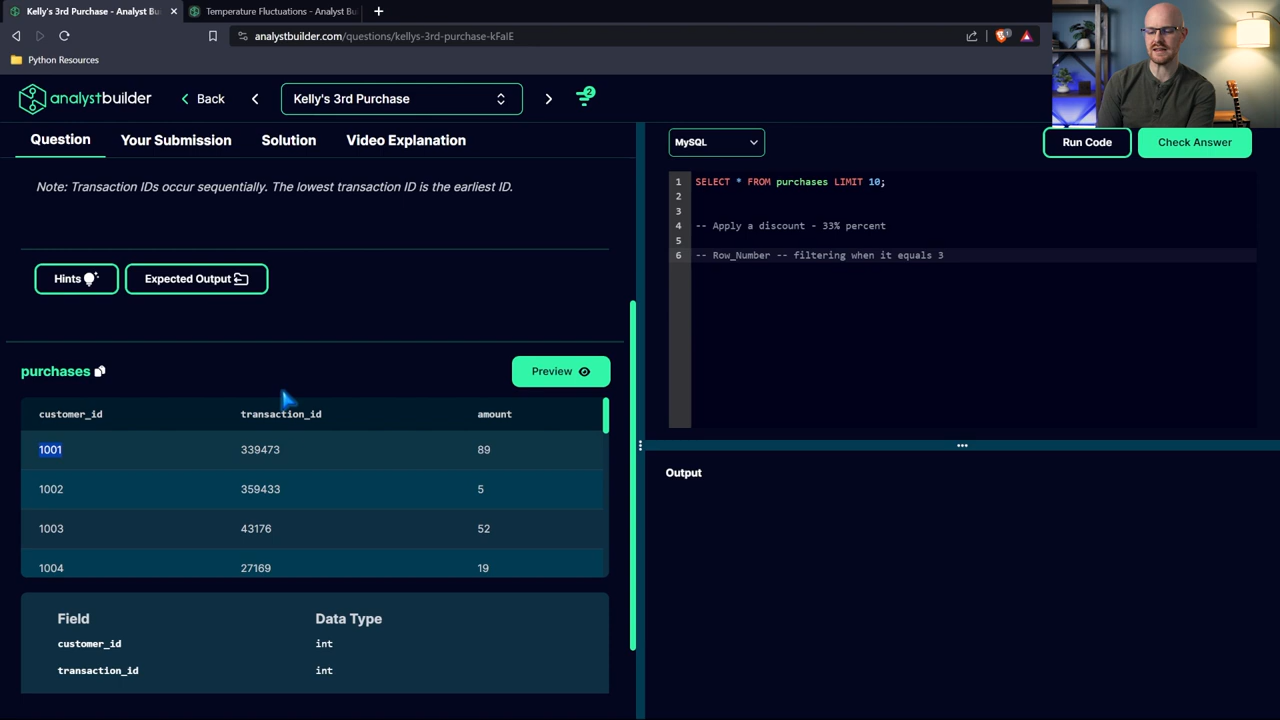 Kelly's 3rd Purchase - Analyst Bu
Temperature Fluctuations - Analyst Bu
analystbuilder.com/questions/kellys-3rd-purchase-kFaIE
Python Resources
analystbuilder
Back
Kelly's 3rd Purchase
2
Question
Your Submission
Solution
Video Explanation
MySQL
Run Code
Check Answer
Note: Transaction IDs occur sequentially. The lowest transaction ID is the earliest ID.
Hints
Expected Output
1 SELECT * FROM purchases LIMIT 10;
2
3
4 -- Apply a discount - 33% percent
5
6 -- Row_Number -- filtering when it equals 3
purchases
Preview
customer_id transaction_id amount
1001 339473 89
1002 359433 5
1003 43176 52
1004 27169 19
Field Data Type
customer_id int
transaction_id int
Output